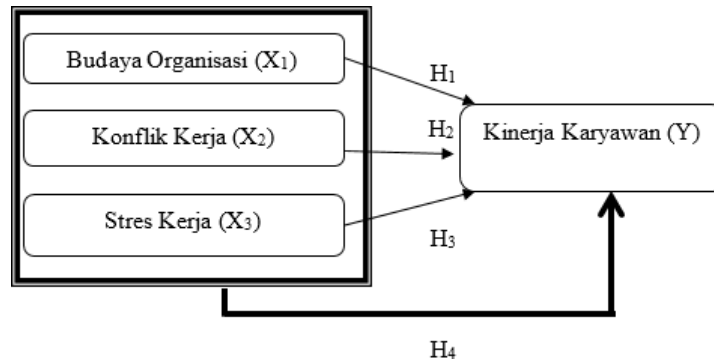 Budaya Organisasi (X₁)
H₁
Konflik Kerja (X₂)
H₂
Kinerja Karyawan (Y)
Stres Kerja (X₃)
H₃
H₄